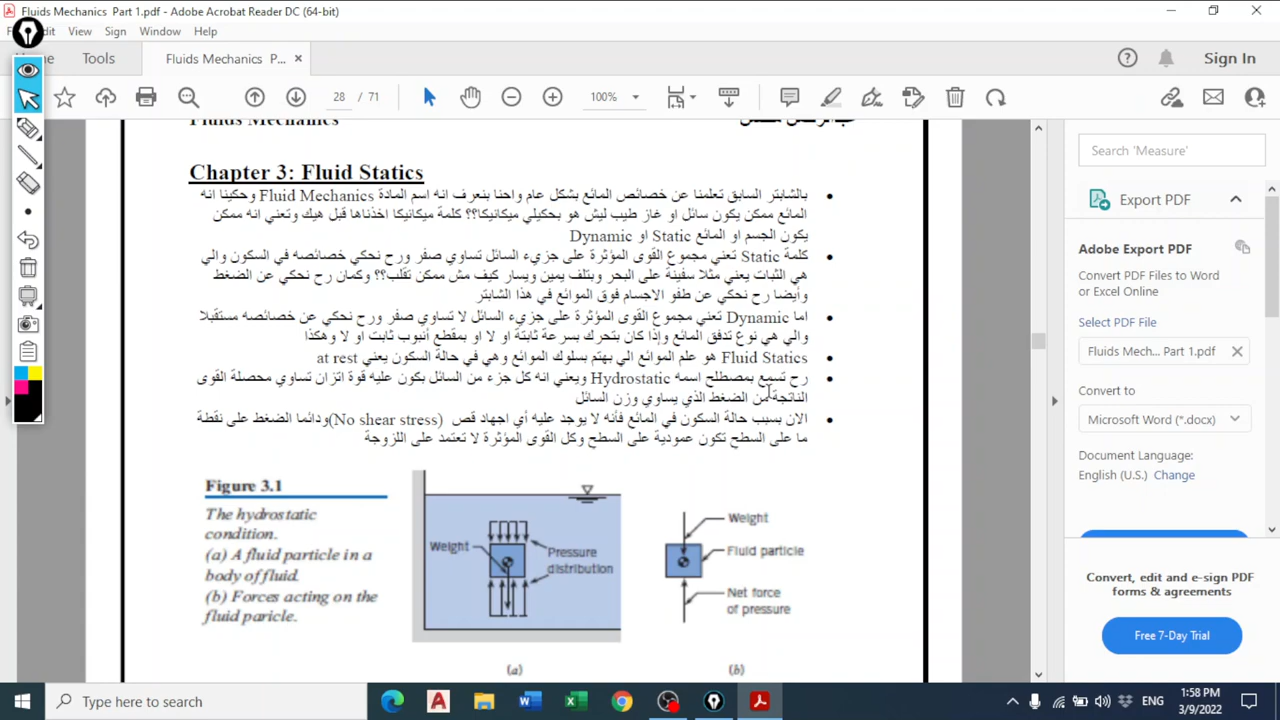 Fluids Mechanics Part 1.pdf - Adobe Acrobat Reader DC (64-bit)
View Sign Window Help
Tools
Fluids Mechanics P... ×
Sign In
28 / 71
100%
Fluids Mechanics
Chapter 3: Fluid Statics
بالشابتر السابق تعلمنا عن خصائص المائع بشكل عام واحنا بنعرف انه اسم المادة Fluid Mechanics وحكينا انه
المائع ممكن يكون سائل او غاز طيب ليش هو بحكيلي ميكانيكا؟؟ كلمة ميكانيكا اخذناها قبل هيك وتعني انه ممكن
يكون الجسم او المائع Static او Dynamic
كلمة Static تعني مجموع القوى المؤثرة على جزيء السائل تساوي صفر ورح نحكي خصائصه في السكون والي
هي الثبات يعني مثلا سفينة على البحر وبتلف يمين ويسار كيف مش ممكن تقلب؟؟ وكمان رح نحكي عن الضغط
وأيضا رح نحكي عن طفو الاجسام فوق الموائع في هذا الشابتر
اما Dynamic تعني مجموع القوى المؤثرة على جزيء السائل لا تساوي صفر ورح نحكي عن خصائصه مستقبلا
والي هي نوع تدفق المائع وإذا كان بتحرك بسرعة ثابتة او لا او بمقطع أنبوب ثابت او لا وهكذا
Fluid Statics هو علم الموائع الي بهتم بسلوك الموائع وهي في حالة السكون يعني at rest
رح تسمع بمصطلح اسمه Hydrostatic ويعني انه كل جزء من السائل بكون عليه قوة اتزان تساوي محصلة القوى
الناتجة من الضغط الذي يساوي وزن السائل
الان بسبب حالة السكون في المائع فأنه لا يوجد عليه أي اجهاد قص (No shear stress)ودائما الضغط على نقطة
ما على السطح تكون عمودية على السطح وكل القوى المؤثرة لا تعتمد على اللزوجة
Figure 3.1
The hydrostatic
condition.
(a) A fluid particle in a
body of fluid.
(b) Forces acting on the
fluid paricle.
Weight
Pressure
distribution
(a)
Weight
Fluid particle
Net force
of pressure
(b)
Search 'Measure'
Export PDF
Adobe Export PDF
Convert PDF Files to Word
or Excel Online
Select PDF File
Fluids Mech... Part 1.pdf ×
Convert to
Microsoft Word (*.docx)
Document Language:
English (U.S.) Change
Convert, edit and e-sign PDF
forms & agreements
Free 7-Day Trial
Type here to search
ENG
1:58 PM
3/9/2022